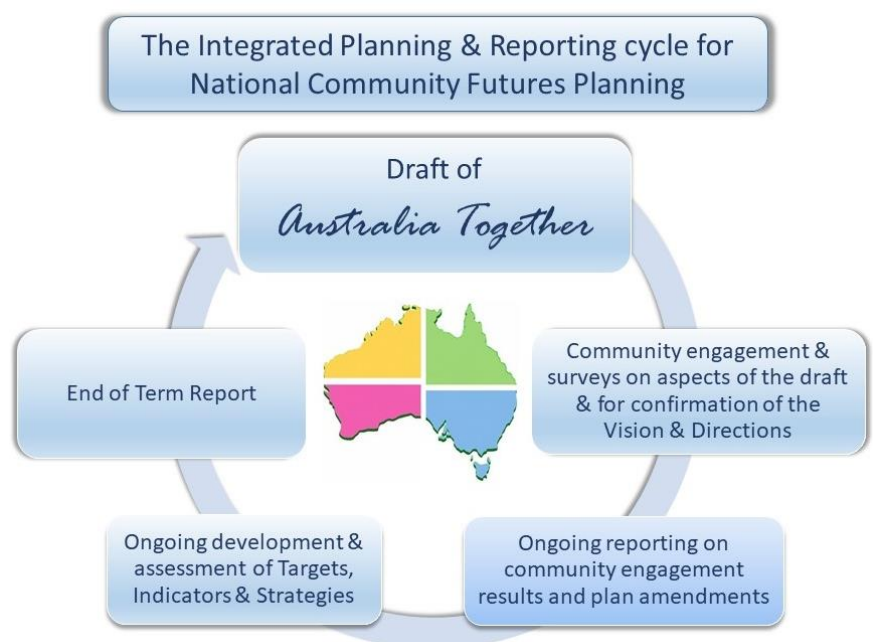 The Integrated Planning & Reporting cycle for
National Community Futures Planning
Draft of
Australia Together
Community engagement &
surveys on aspects of the draft
& for confirmation of the
Vision & Directions
Ongoing reporting on
community engagement
results and plan amendments
Ongoing development &
assessment of Targets,
Indicators & Strategies
End of Term Report